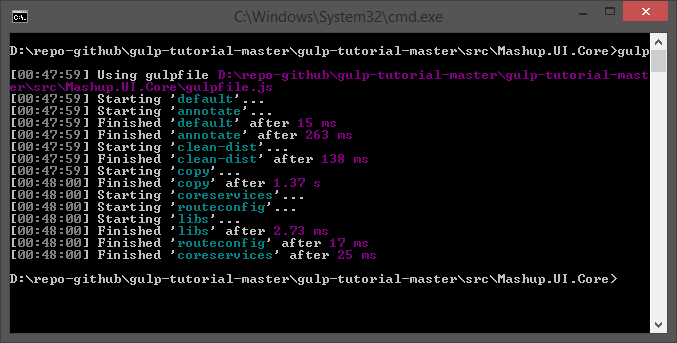 C:\Windows\System32\cmd.exe
D:\repo-github\gulp-tutorial-master\gulp-tutorial-master\src\Mashup.UI.Core>gulp
[00:47:59] Using gulpfile D:\repo-github\gulp-tutorial-master\gulp-tutorial-mast
er\src\Mashup.UI.Core\gulpfile.js
[00:47:59] Starting 'default'...
[00:47:59] Starting 'annotate'...
[00:47:59] Finished 'default' after 15 ms
[00:47:59] Finished 'annotate' after 263 ms
[00:47:59] Starting 'clean-dist'...
[00:47:59] Finished 'clean-dist' after 138 ms
[00:47:59] Starting 'copy'...
[00:48:00] Finished 'copy' after 1.37 s
[00:48:00] Starting 'coreservices'...
[00:48:00] Starting 'routeconfig'...
[00:48:00] Starting 'libs'...
[00:48:00] Finished 'libs' after 2.73 ms
[00:48:00] Finished 'routeconfig' after 17 ms
[00:48:00] Finished 'coreservices' after 25 ms
D:\repo-github\gulp-tutorial-master\gulp-tutorial-master\src\Mashup.UI.Core>